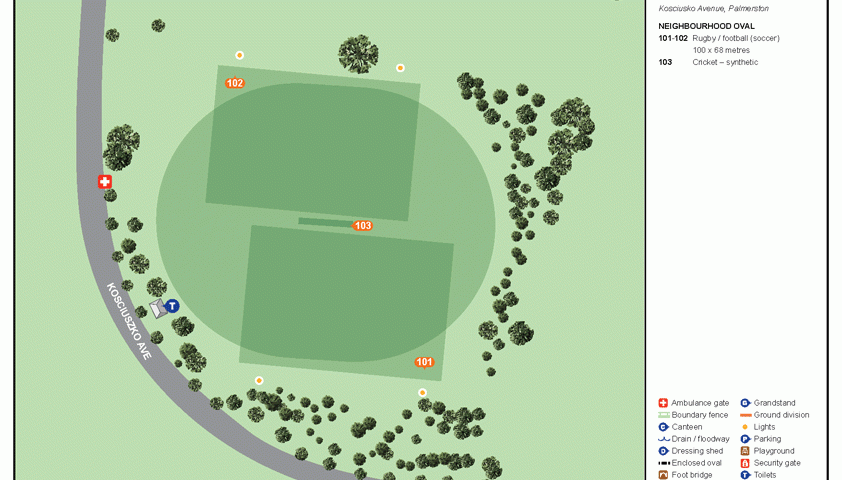 Kosciusko Avenue, Palmerston
NEIGHBOURHOOD OVAL
101-102 Rugby / football (soccer)
100 x 68 metres
103 Cricket – synthetic
102
103
T
KOSCIUSZKO AVE
101
Ambulance gate
Boundary fence
C Canteen
Drain / floodway
D Dressing shed
Enclosed oval
Foot bridge
G Grandstand
Ground division
Lights
P Parking
Playground
Security gate
T Toilets